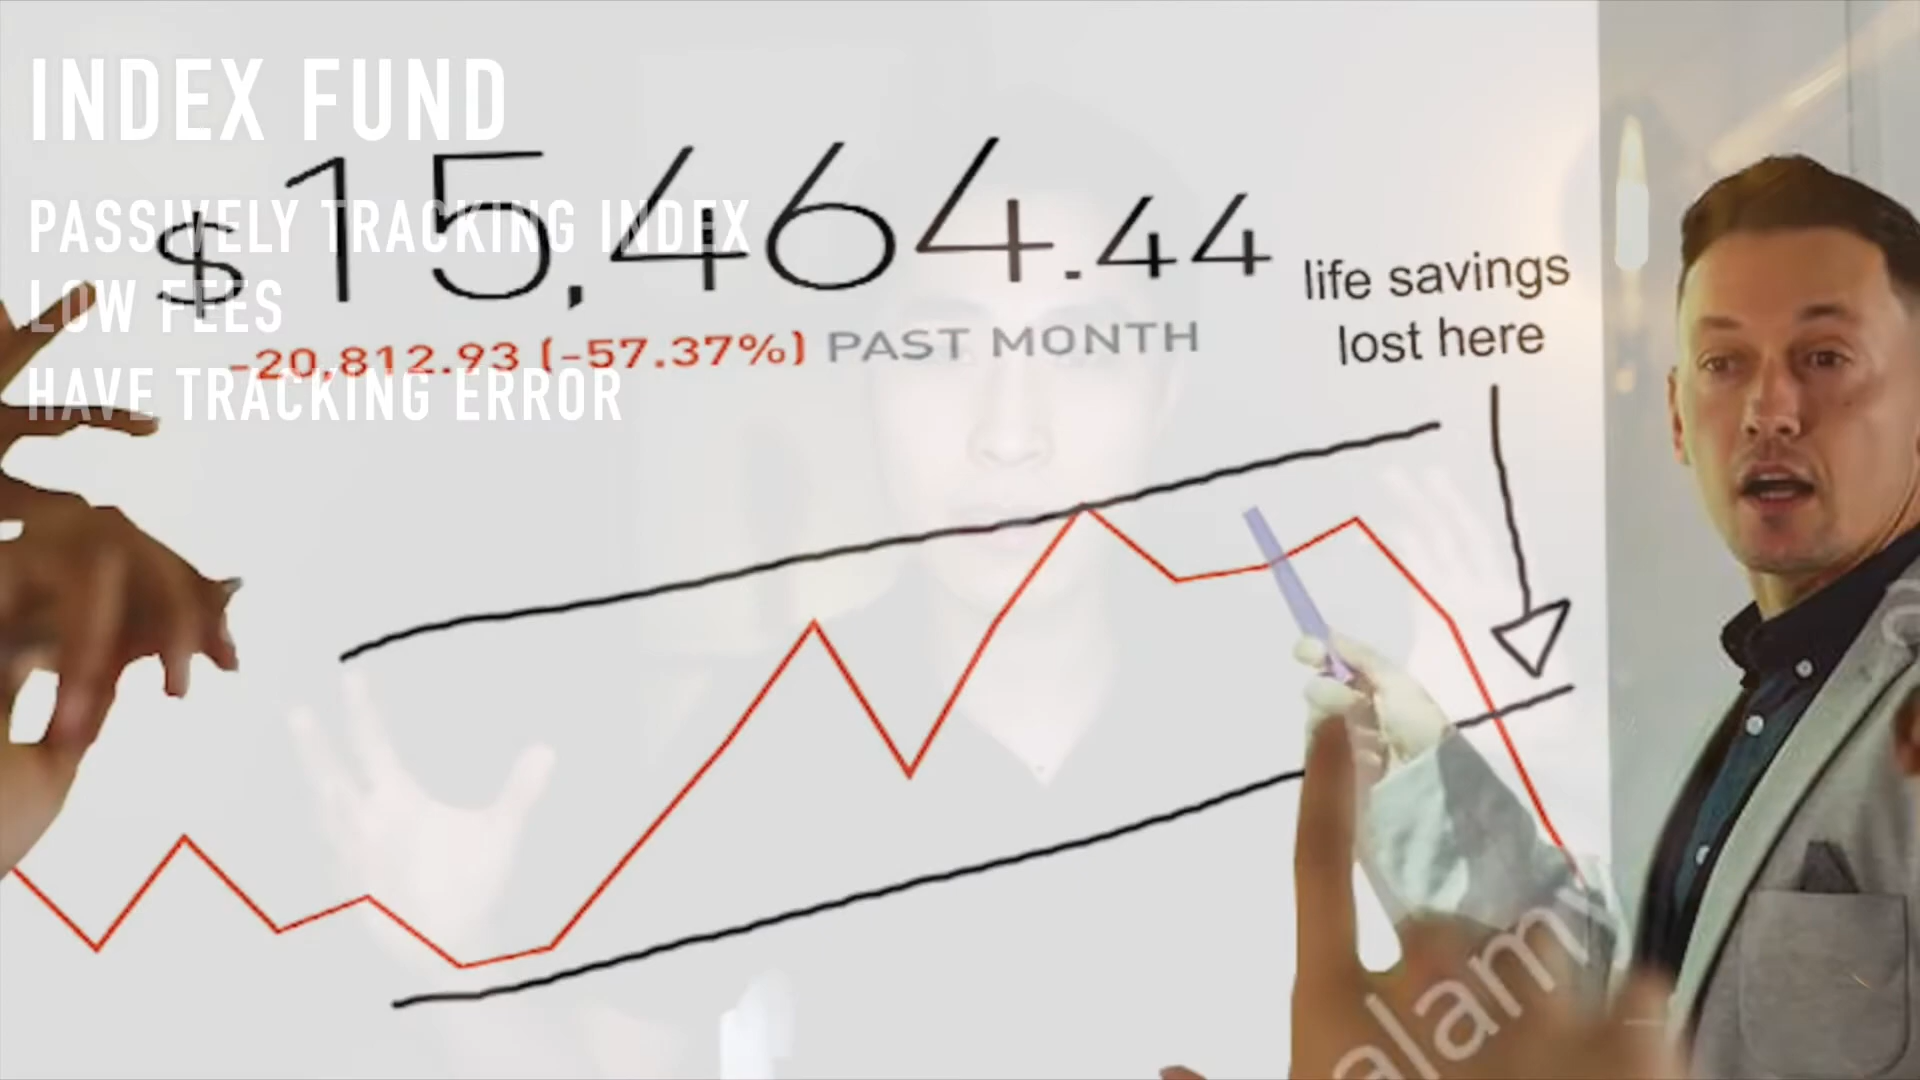 INDEX FUND
PASSIVELY TRACKING INDEX
LOW FEES
HAVE TRACKING ERROR
$15,464.44
-20,812.93 (-57.37%) PAST MONTH
life savings
lost here
alamy